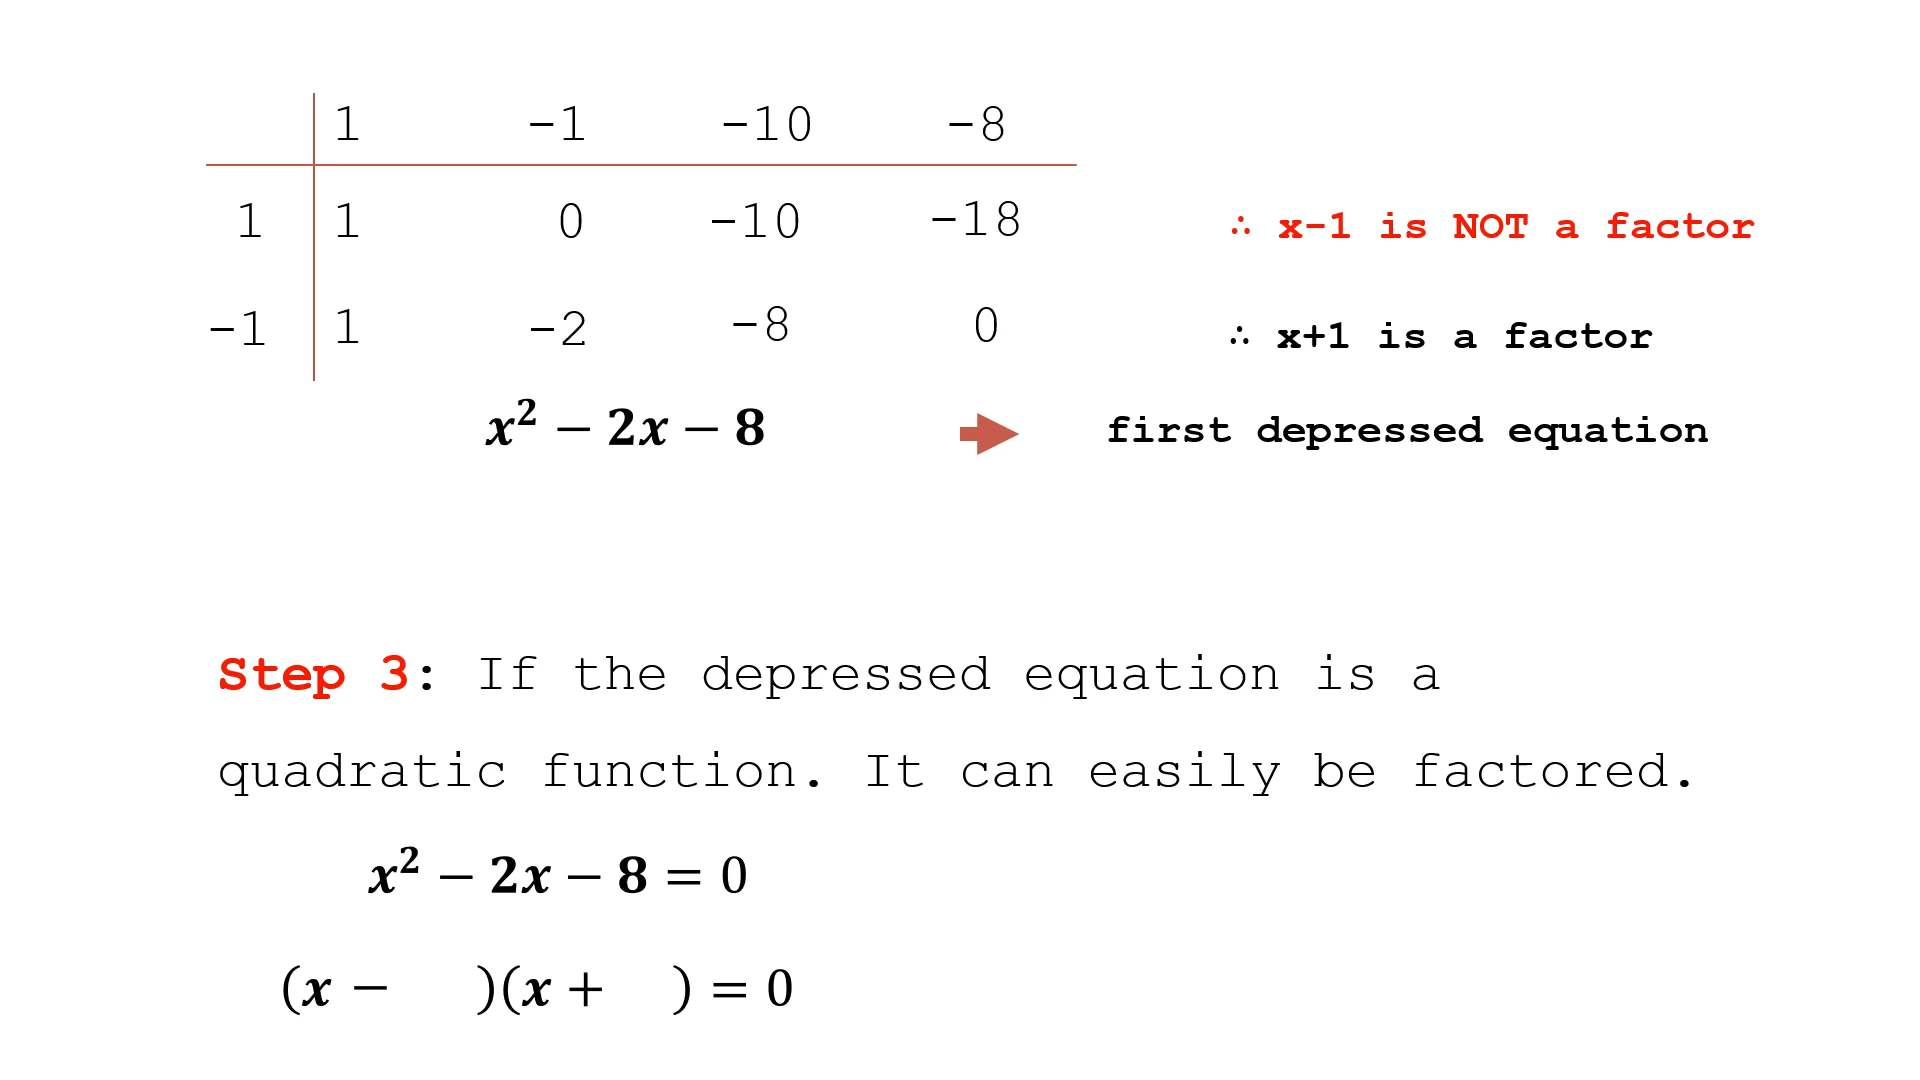 1 -1 -10 -8
1 1 0 -10 -18 ∴ x-1 is NOT a factor
-1 1 -2 -8 0 ∴ x+1 is a factor
x² − 2x − 8 first depressed equation
Step 3: If the depressed equation is a
quadratic function. It can easily be factored.
x² − 2x − 8 = 0
(x − )(x + ) = 0